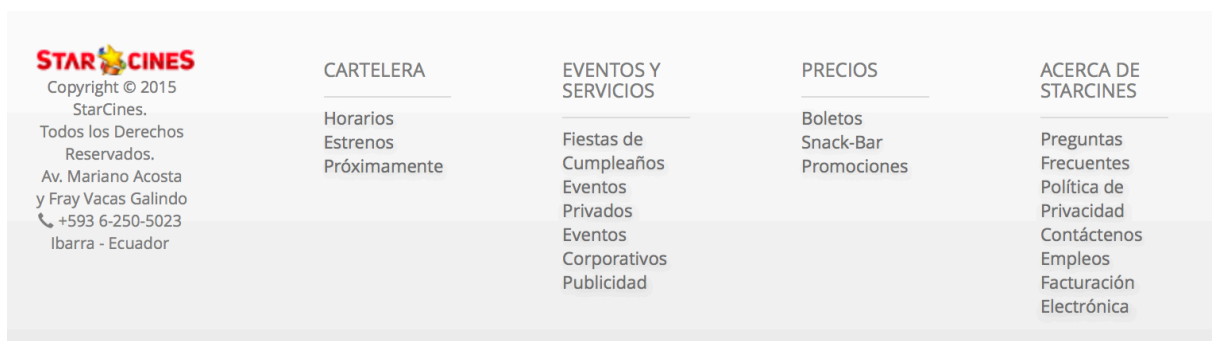 STAR CINES
Copyright © 2015
StarCines.
Todos los Derechos
Reservados.
Av. Mariano Acosta
y Fray Vacas Galindo
+593 6-250-5023
Ibarra - Ecuador
CARTELERA
Horarios
Estrenos
Próximamente
EVENTOS Y
SERVICIOS
Fiestas de
Cumpleaños
Eventos
Privados
Eventos
Corporativos
Publicidad
PRECIOS
Boletos
Snack-Bar
Promociones
ACERCA DE
STARCINES
Preguntas
Frecuentes
Política de
Privacidad
Contáctenos
Empleos
Facturación
Electrónica